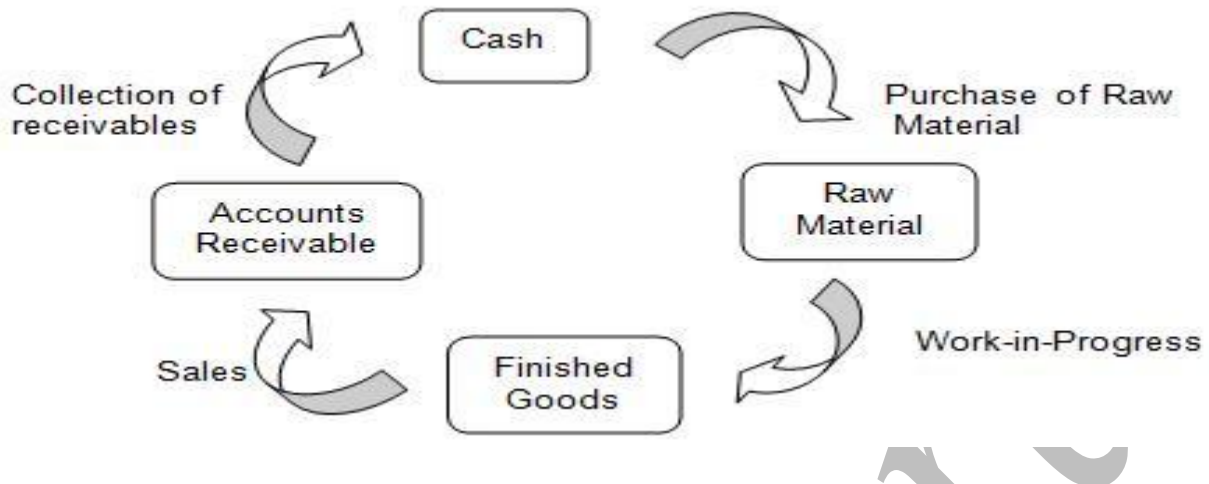 Cash
Collection of
receivables
Purchase of Raw
Material
Accounts
Receivable
Raw
Material
Work-in-Progress
Sales
Finished
Goods